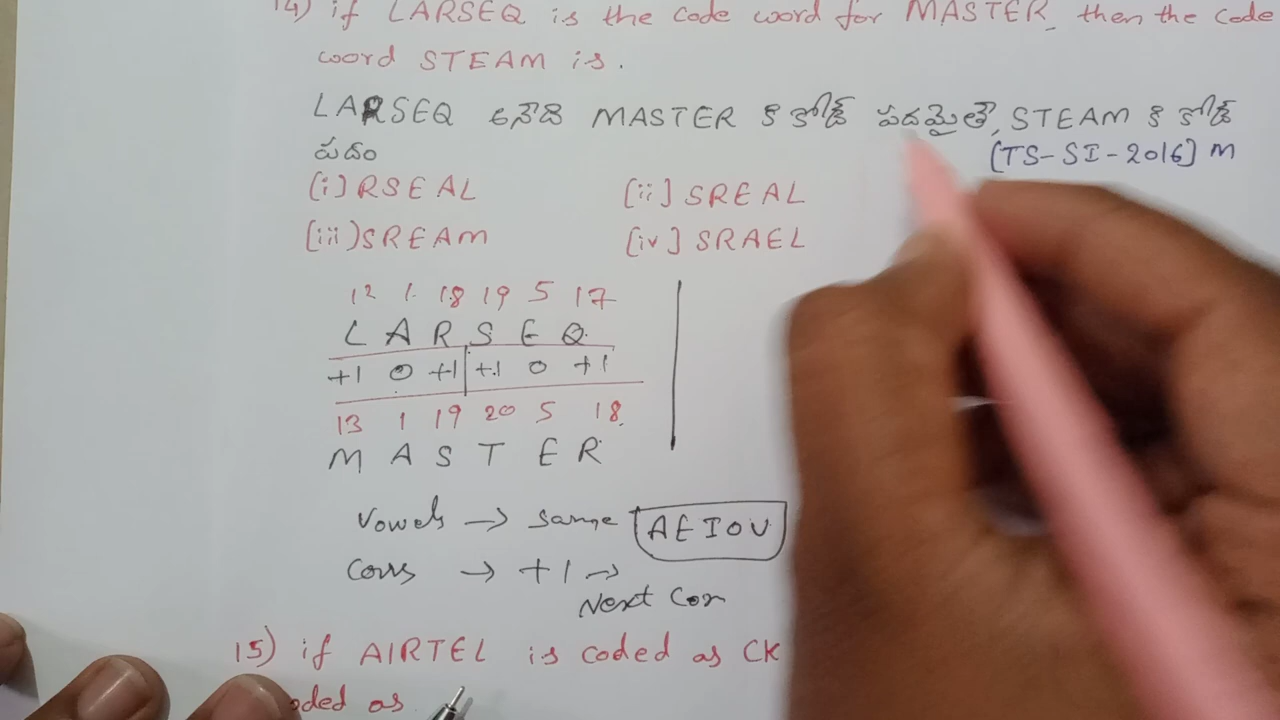 14) if LARSEQ is the code word for MASTER, then the code
word STEAM is.
LARSEQ అనేది MASTER కి కోడ్ పదమైతే, STEAM కి కోడ్
పదం
[TS-SI-2016] M
(i) RSEAL (ii] SREAL
(iii) SREAM (iv] SRAEL
12 1 18 19 5 17
L A R S E Q
+1 0 +1 +1 0 +1
13 1 19 20 5 18
M A S T E R
Vowels → same AEIOU
Cons → +1 →
Next Con
15) if AIRTEL is coded as CK
oded as